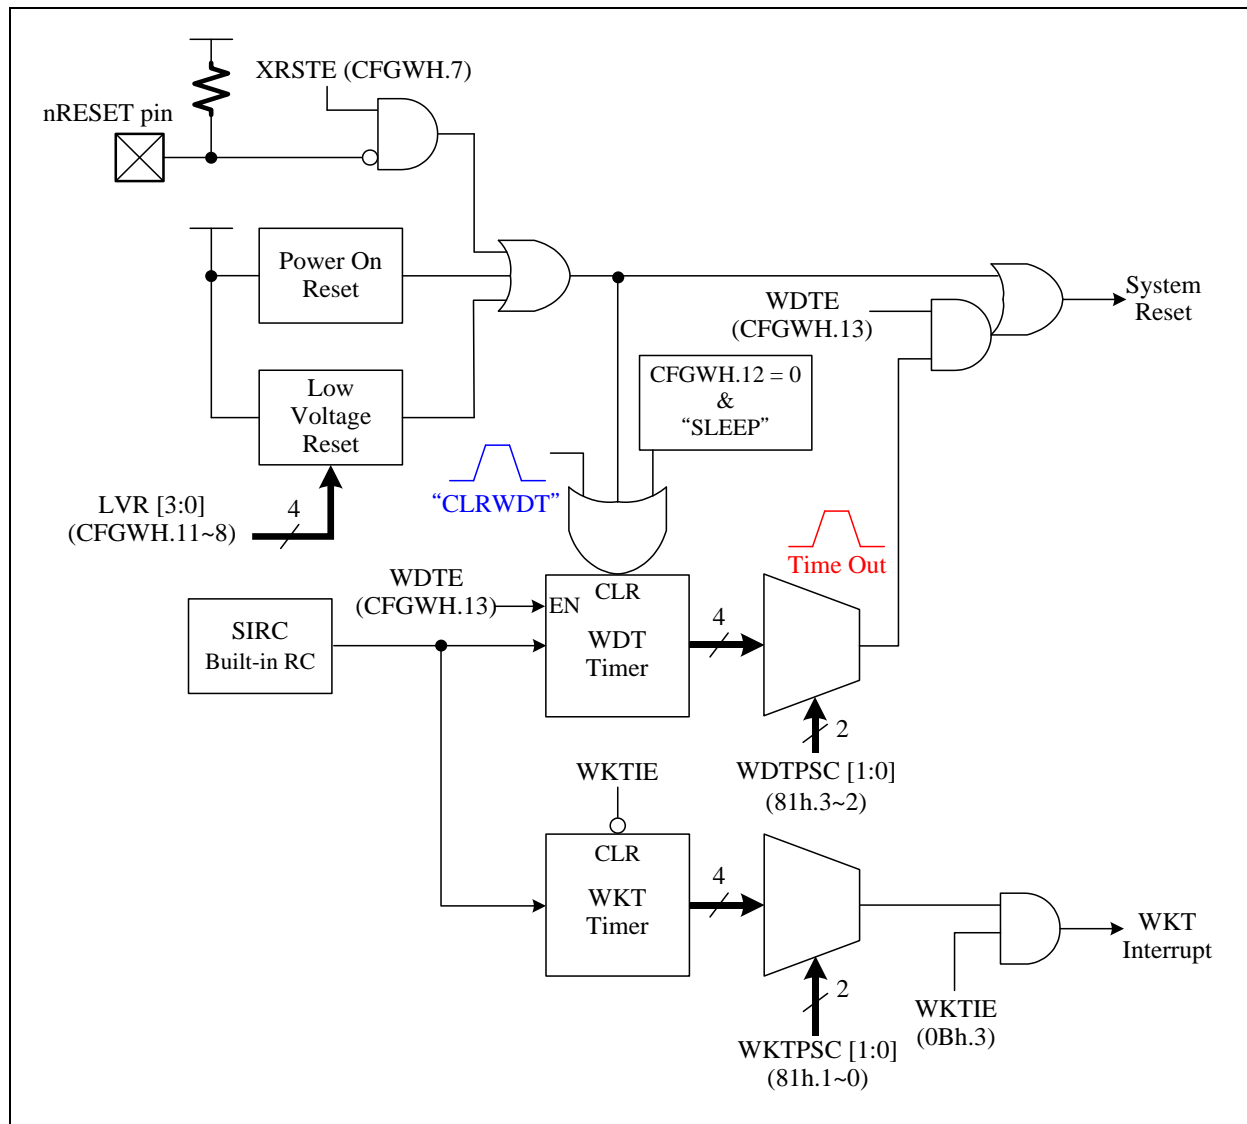 XRSTE (CFGWH.7)
nRESET pin
Power On
Reset
WDTE
(CFGWH.13)
System
Reset
Low
Voltage
Reset
CFGWH.12 = 0
&
“SLEEP”
“CLRWDT”
LVR [3:0]
(CFGWH.11~8)
4
Time Out
WDTE
(CFGWH.13)
EN
CLR
WDT
Timer
4
SIRC
Built-in RC
2
WDTPSC [1:0]
(81h.3~2)
WKTIE
CLR
WKT
Timer
4
WKT
Interrupt
2
WKTIE
(0Bh.3)
WKTPSC [1:0]
(81h.1~0)